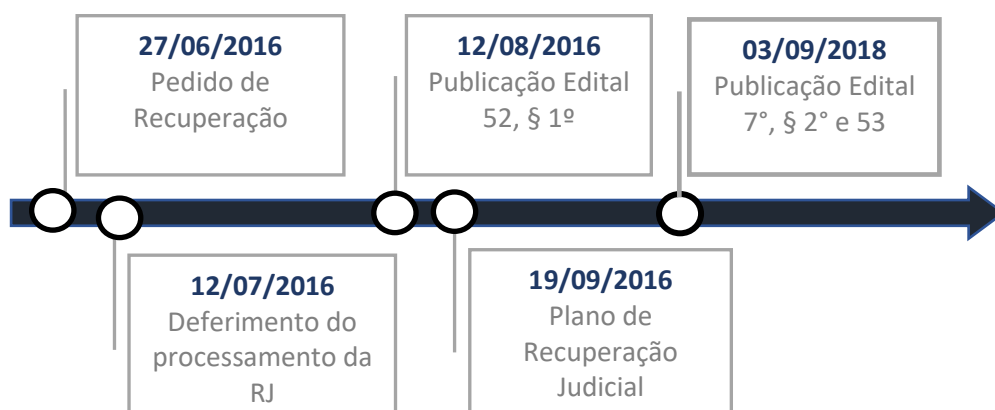 27/06/2016
Pedido de
Recuperação
12/08/2016
Publicação Edital
52, § 1º
03/09/2018
Publicação Edital
7°, § 2° e 53
12/07/2016
Deferimento do
processamento da
RJ
19/09/2016
Plano de
Recuperação
Judicial